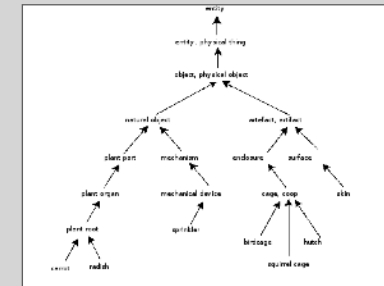 entity
entity, physical thing
object, physical object
natural object
artefact, artifact
plant part
mechanism
enclosure
surface
plant organ
mechanical device
cage, coop
skin
plant root
sprinkler
birdcage
hutch
squirrel cage
carrot
radish